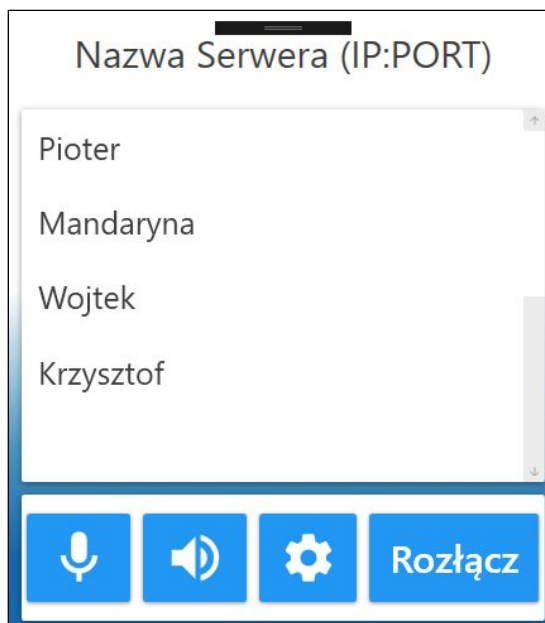 Nazwa Serwera (IP:PORT)
Pioter
Mandaryna
Wojtek
Krzysztof
Rozłącz